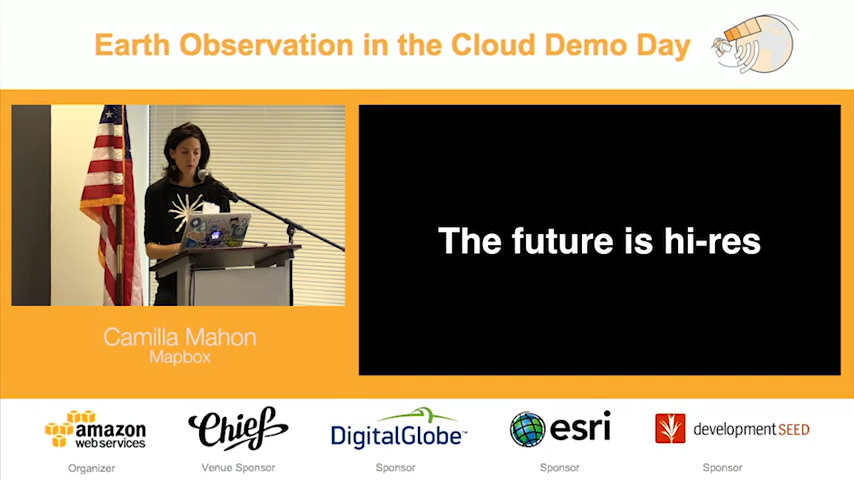 Earth Observation in the Cloud Demo Day
The future is hi-res
Camilla Mahon
Mapbox
amazon
webservices
Organizer
Chief
Venue Sponsor
DigitalGlobe™
Sponsor
esri
Sponsor
developmentSEED
Sponsor